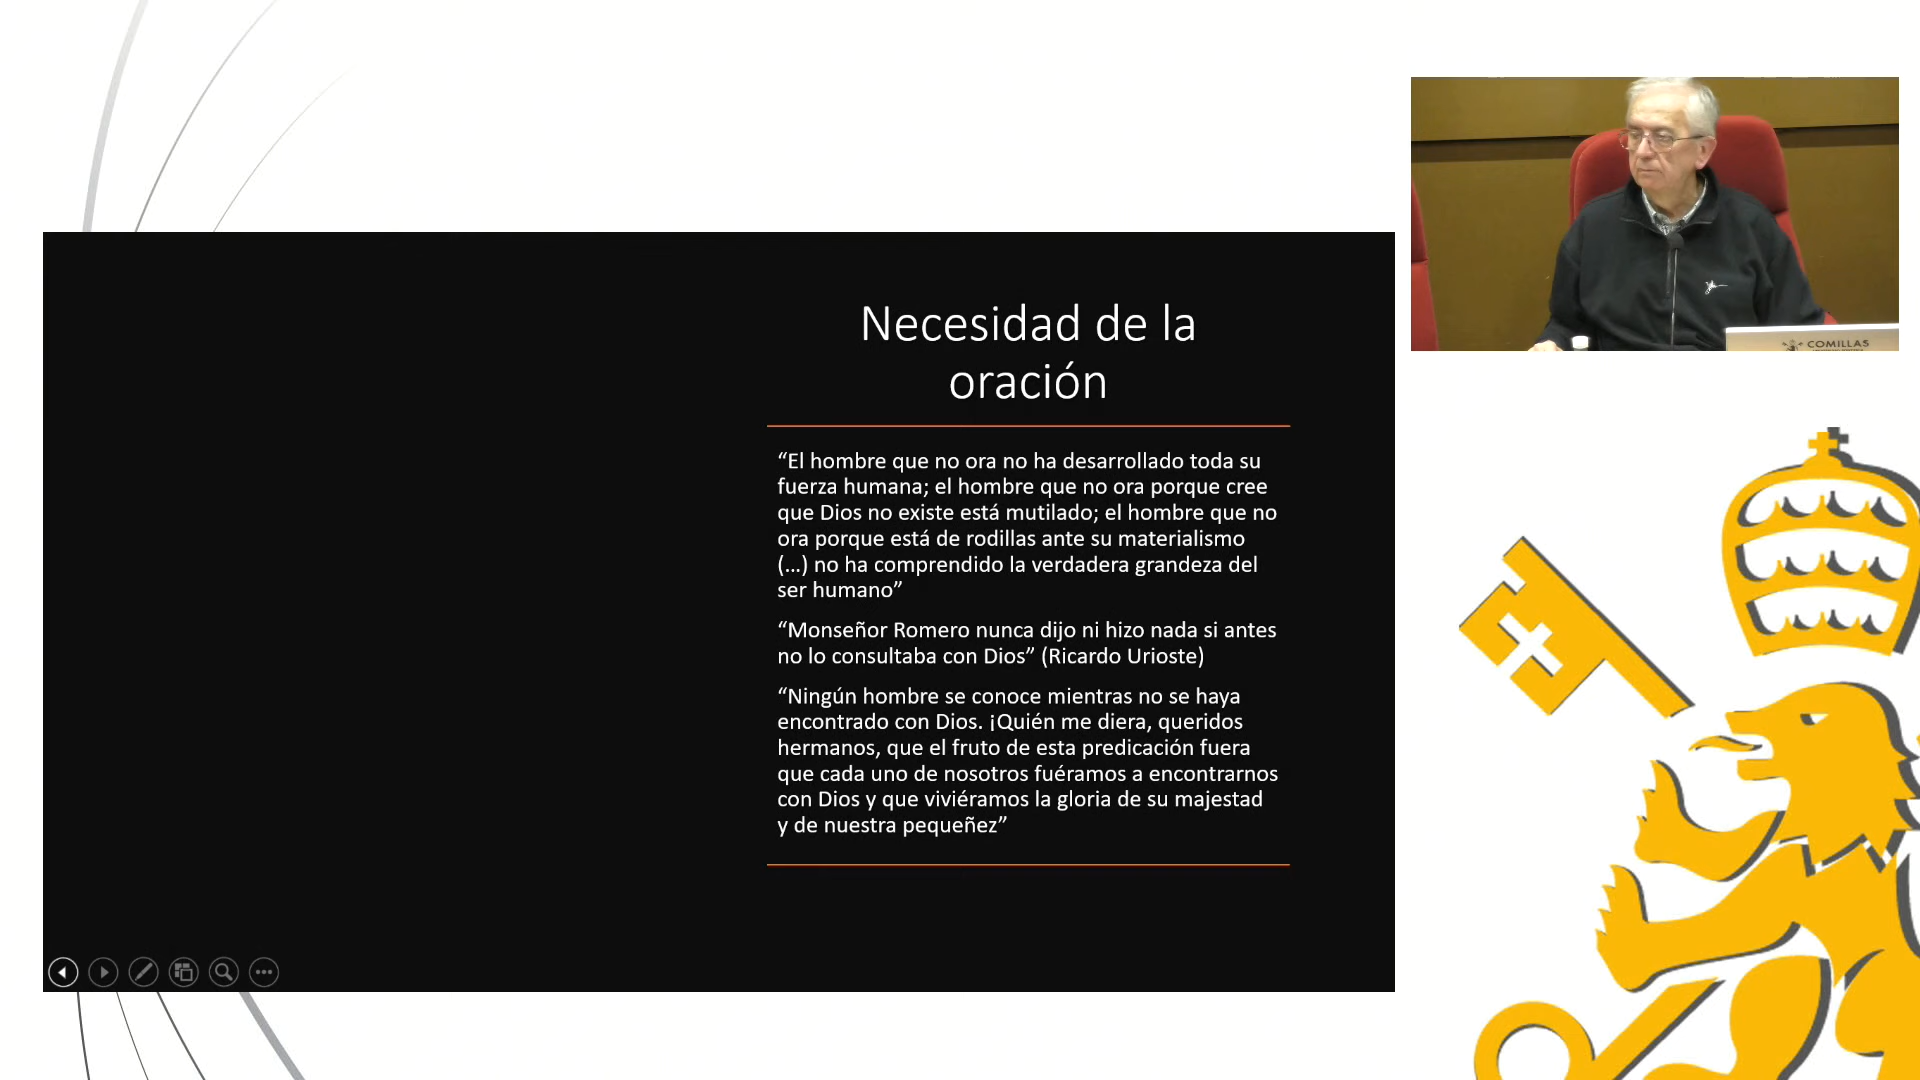 Necesidad de la
oración
“El hombre que no ora no ha desarrollado toda su
fuerza humana; el hombre que no ora porque cree
que Dios no existe está mutilado; el hombre que no
ora porque está de rodillas ante su materialismo
(...) no ha comprendido la verdadera grandeza del
ser humano”
“Monseñor Romero nunca dijo ni hizo nada si antes
no lo consultaba con Dios” (Ricardo Urioste)
“Ningún hombre se conoce mientras no se haya
encontrado con Dios. ¡Quién me diera, queridos
hermanos, que el fruto de esta predicación fuera
que cada uno de nosotros fuéramos a encontrarnos
con Dios y que viviéramos la gloria de su majestad
y de nuestra pequeñez”
COMILLAS